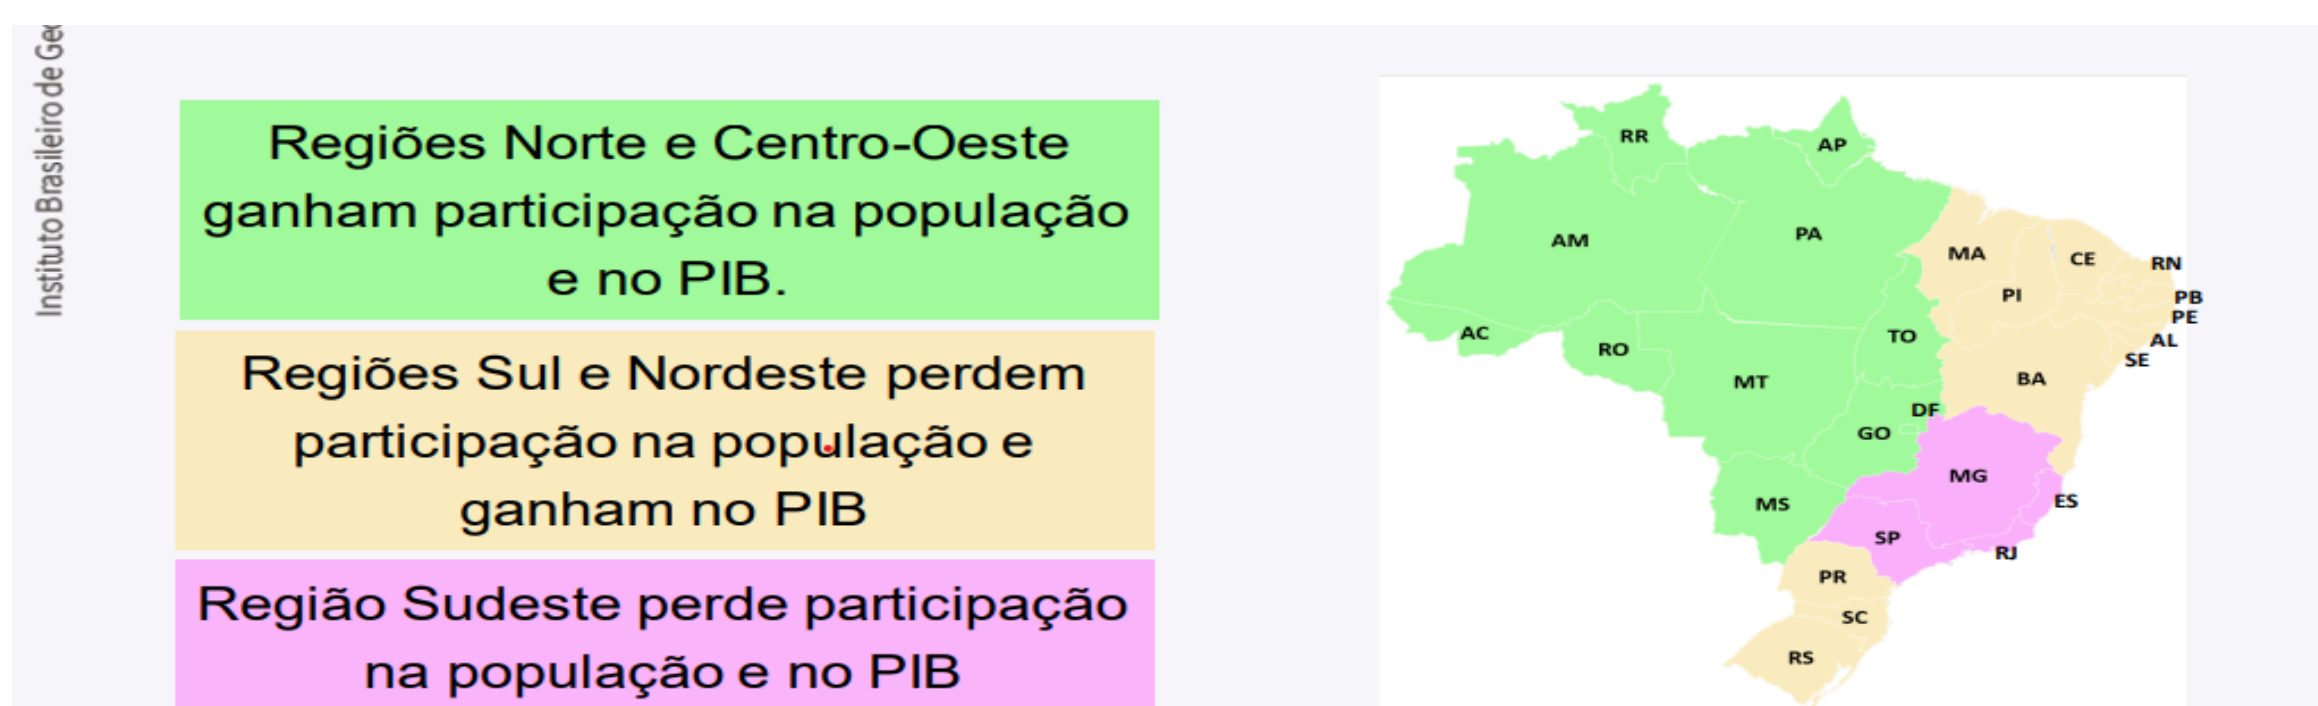 Instituto Brasileiro de Geo
Regiões Norte e Centro-Oeste
ganham participação na população
e no PIB.
Regiões Sul e Nordeste perdem
participação na população e
ganham no PIB
Região Sudeste perde participação
na população e no PIB
RR
AP
AM
PA
MA
CE
RN
PI
PB
PE
AC
RO
TO
AL
SE
MT
BA
DF
GO
MG
MS
ES
SP
RJ
PR
SC
RS